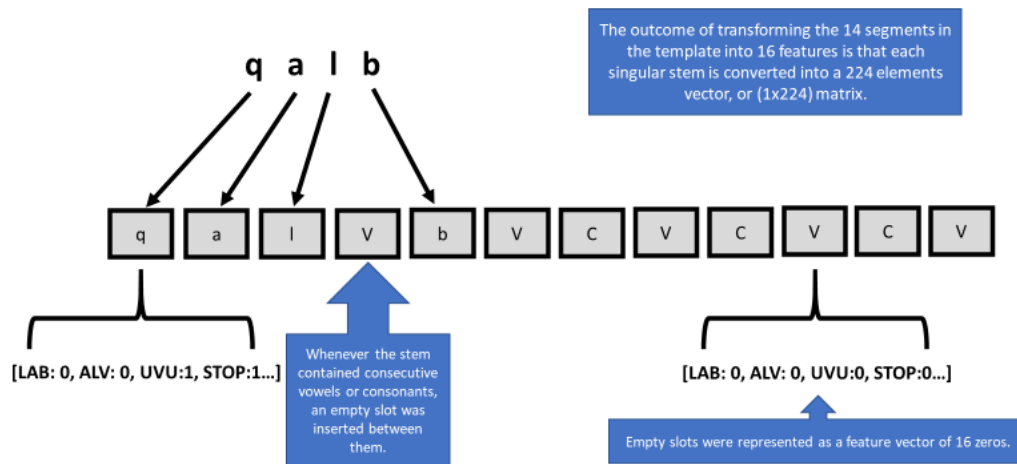 The outcome of transforming the 14 segments in
the template into 16 features is that each
singular stem is converted into a 224 elements
vector, or (1x224) matrix.
q a l b
q a l V b V C V C V C V
[LAB: 0, ALV: 0, UVU:1, STOP:1...]
Whenever the stem
contained consecutive
vowels or consonants,
an empty slot was
inserted between
them.
[LAB: 0, ALV: 0, UVU:0, STOP:0...]
Empty slots were represented as a feature vector of 16 zeros.